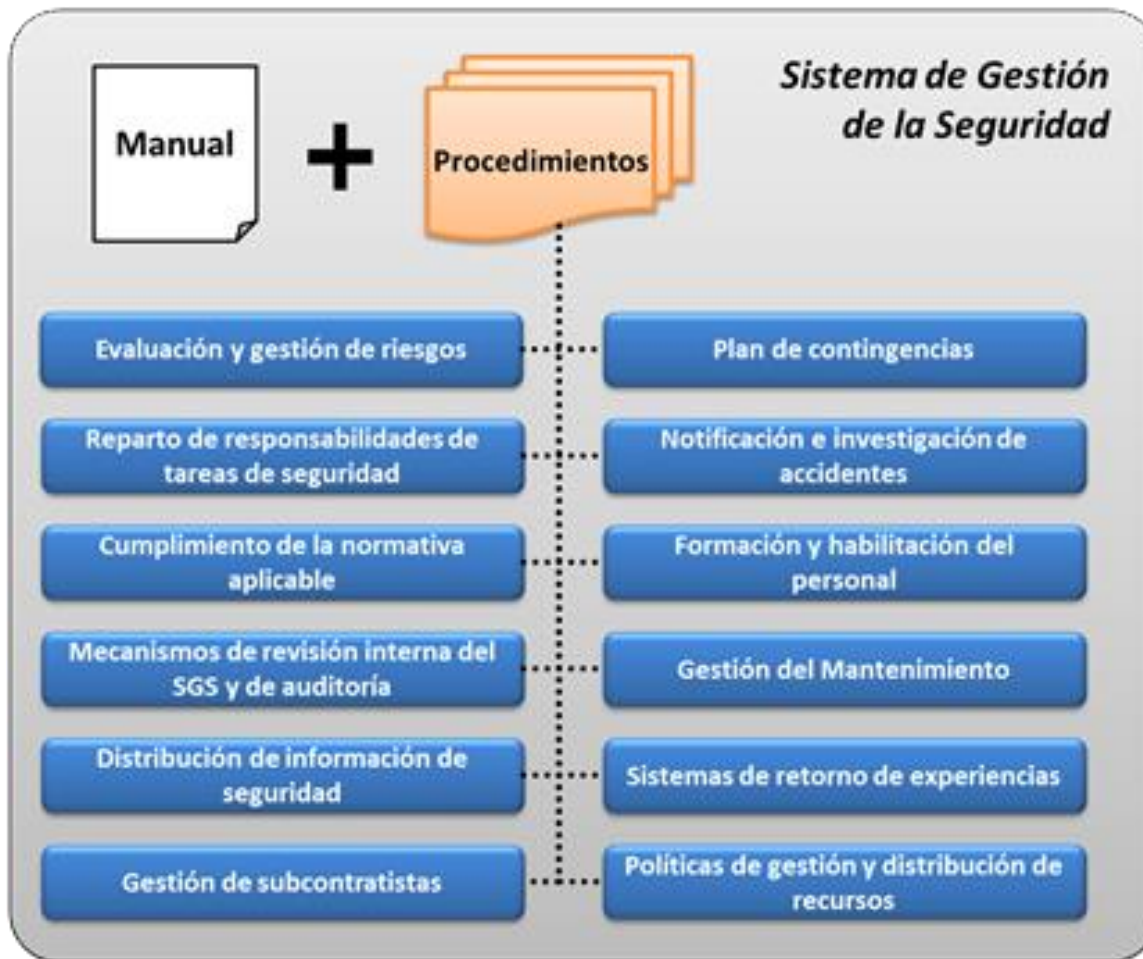 Sistema de Gestión
de la Seguridad
Manual
+
Procedimientos
Evaluación y gestión de riesgos
Plan de contingencias
Reparto de responsabilidades de
tareas de seguridad
Notificación e investigación de
accidentes
Cumplimiento de la normativa
aplicable
Formación y habilitación del
personal
Mecanismos de revisión interna del
SGS y de auditoría
Gestión del Mantenimiento
Distribución de información de
seguridad
Sistemas de retorno de experiencias
Gestión de subcontratistas
Políticas de gestión y distribución de
recursos